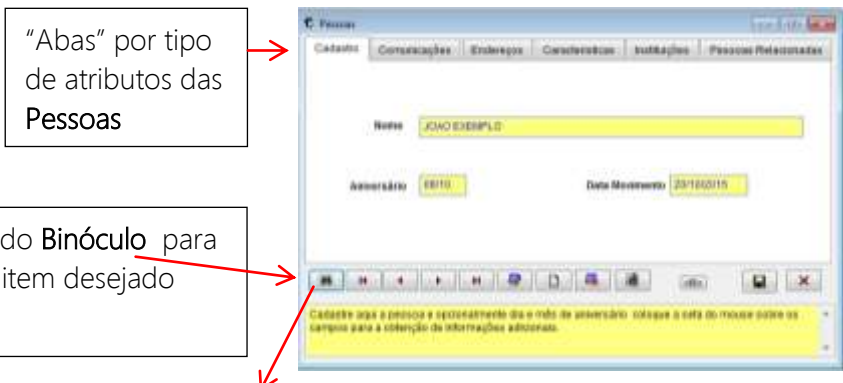 "Abas" por tipo
de atributos das
Pessoas
do Binóculo para
item desejado
Pessoas
Cadastro Comunicações Endereços Características Instituições Pessoas Relacionadas
Nome JOAO EXEMPLO
Aniversário 08/10 Data Movimento
Cadastre aqui a pessoa e opcionalmente dia e mês de aniversário. coloque a seta do mouse sobre os
campos para a obtenção de informações adicionais.